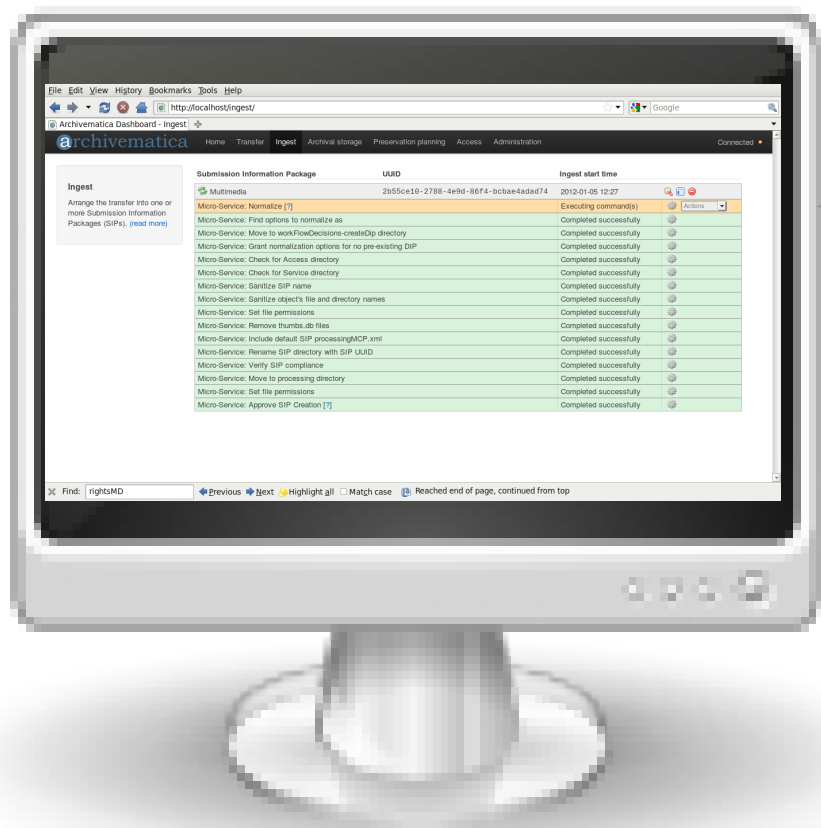 File Edit View History Bookmarks Tools Help
http://localhost/ingest/ Google
Archivematica Dashboard - Ingest
archivematica Home Transfer Ingest Archival storage Preservation planning Access Administration Connected
Submission Information Package UUID Ingest start time
Ingest
Arrange the transfer into one or
more Submission Information
Packages (SIPs). (read more)
Multimedia 2b55ce10-2788-4e9d-86f4-bcbae4adad74 2012-01-05 12:27
Micro-Service: Normalize [?] Executing command(s) Actions
Micro-Service: Find options to normalize as Completed successfully
Micro-Service: Move to workFlowDecisions-createDip directory Completed successfully
Micro-Service: Grant normalization options for no pre-existing DIP Completed successfully
Micro-Service: Check for Access directory Completed successfully
Micro-Service: Check for Service directory Completed successfully
Micro-Service: Sanitize SIP name Completed successfully
Micro-Service: Sanitize object's file and directory names Completed successfully
Micro-Service: Set file permissions Completed successfully
Micro-Service: Remove thumbs.db files Completed successfully
Micro-Service: Include default SIP processingMCP.xml Completed successfully
Micro-Service: Rename SIP directory with SIP UUID Completed successfully
Micro-Service: Verify SIP compliance Completed successfully
Micro-Service: Move to processing directory Completed successfully
Micro-Service: Set file permissions Completed successfully
Micro-Service: Approve SIP Creation [?] Completed successfully
Find: rightsMD Previous Next Highlight all Match case Reached end of page, continued from top